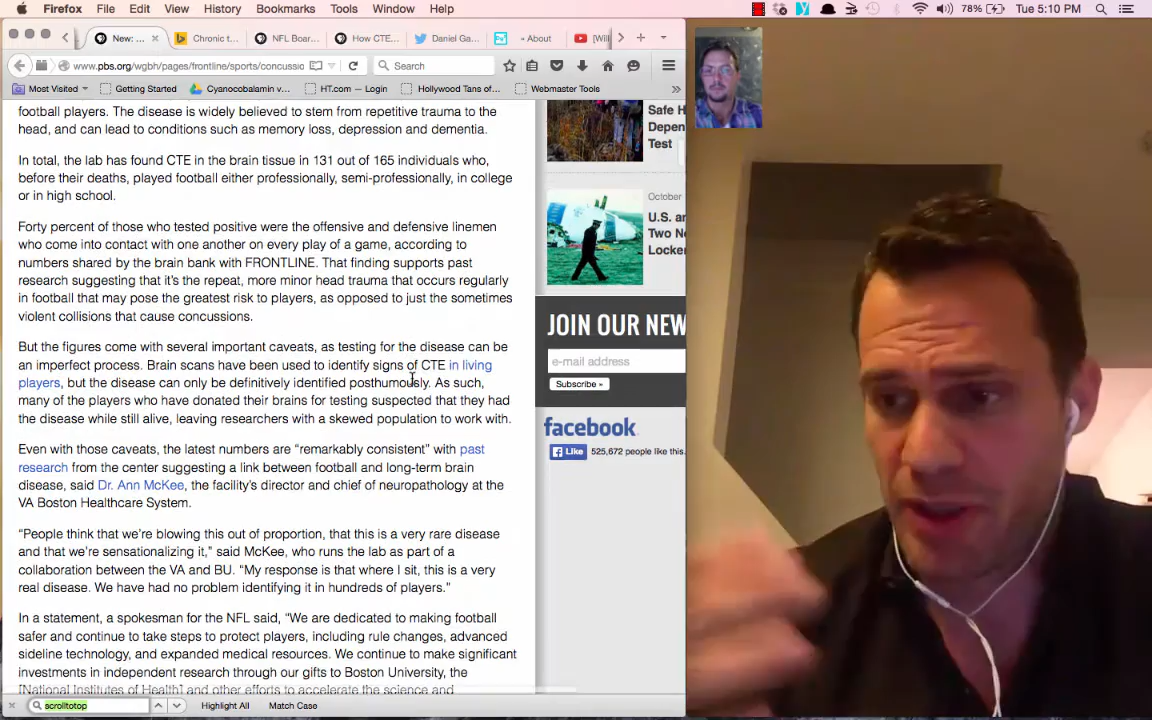 Firefox File Edit View History Bookmarks Tools Window Help 78% Tue 5:10 PM
New: ... Chronic t... NFL Boar... How CTE... Daniel Ga... About [Will
www.pbs.org/wgbh/pages/frontline/sports/concussio Search
Most Visited Getting Started Cyanocobalamin v... HT.com — Login Hollywood Tans of... Webmaster Tools
football players. The disease is widely believed to stem from repetitive trauma to the
head, and can lead to conditions such as memory loss, depression and dementia.
In total, the lab has found CTE in the brain tissue in 131 out of 165 individuals who,
before their deaths, played football either professionally, semi-professionally, in college
or in high school.
Forty percent of those who tested positive were the offensive and defensive linemen
who come into contact with one another on every play of a game, according to
numbers shared by the brain bank with FRONTLINE. That finding supports past
research suggesting that it's the repeat, more minor head trauma that occurs regularly
in football that may pose the greatest risk to players, as opposed to just the sometimes
violent collisions that cause concussions.
But the figures come with several important caveats, as testing for the disease can be
an imperfect process. Brain scans have been used to identify signs of CTE in living
players, but the disease can only be definitively identified posthumously. As such,
many of the players who have donated their brains for testing suspected that they had
the disease while still alive, leaving researchers with a skewed population to work with.
Even with those caveats, the latest numbers are “remarkably consistent” with past
research from the center suggesting a link between football and long-term brain
disease, said Dr. Ann McKee, the facility's director and chief of neuropathology at the
VA Boston Healthcare System.
“People think that we're blowing this out of proportion, that this is a very rare disease
and that we're sensationalizing it,” said McKee, who runs the lab as part of a
collaboration between the VA and BU. “My response is that where I sit, this is a very
real disease. We have had no problem identifying it in hundreds of players.”
In a statement, a spokesman for the NFL said, “We are dedicated to making football
safer and continue to take steps to protect players, including rule changes, advanced
sideline technology, and expanded medical resources. We continue to make significant
investments in independent research through our gifts to Boston University, the
[National Institutes of Health] and other efforts to accelerate the science and
Safe H
Depen
Test
October
U.S. ar
Two Ne
Locker
JOIN OUR NEW
e-mail address
Subscribe »
facebook
Like 525,672 people like this.
scrolltotop Highlight All Match Case